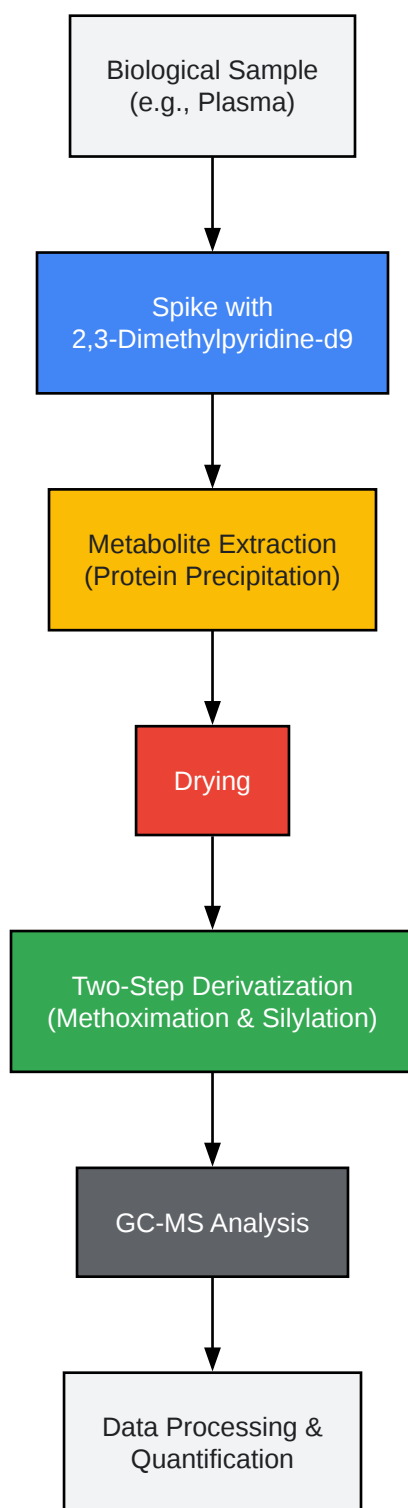 Biological Sample
(e.g., Plasma)
Spike with
2,3-Dimethylpyridine-d9
Metabolite Extraction
(Protein Precipitation)
Drying
Two-Step Derivatization
(Methoximation & Silylation)
GC-MS Analysis
Data Processing &
Quantification